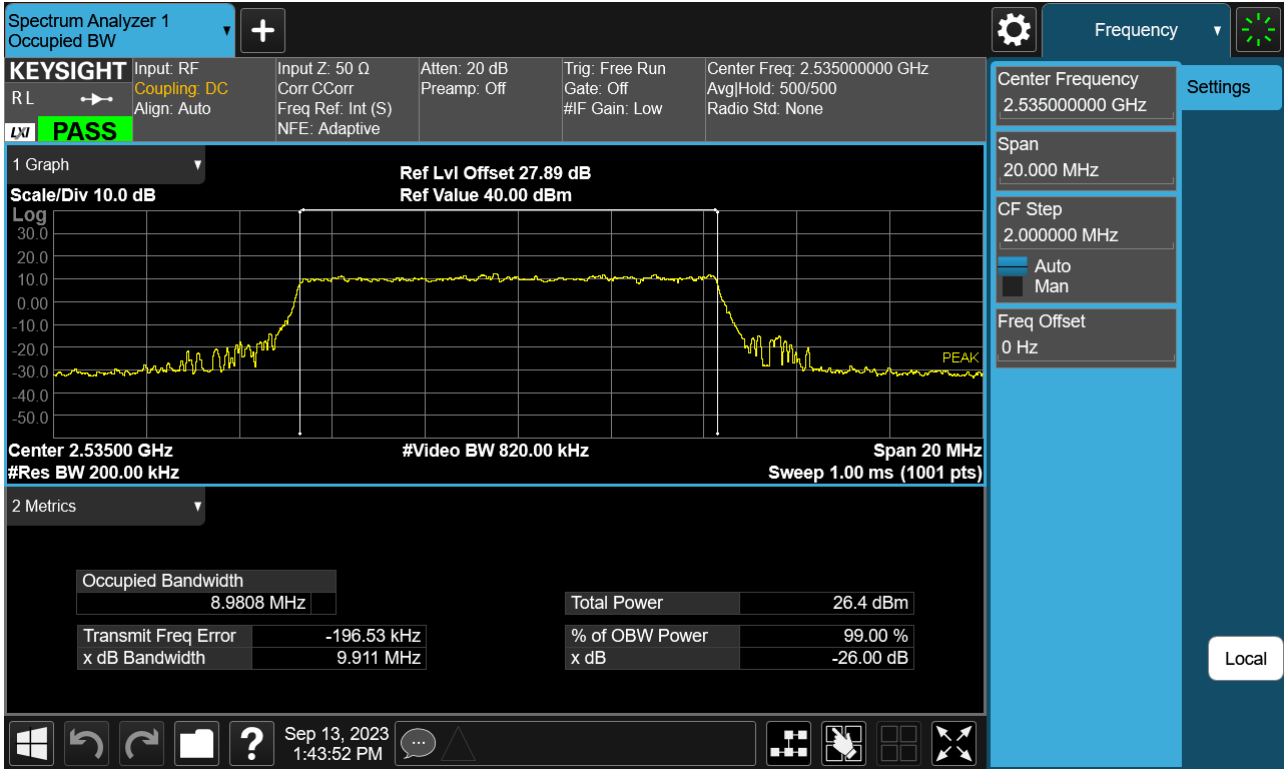 Spectrum Analyzer 1
Occupied BW
Frequency
KEYSIGHT
R L
LXI PASS
Input: RF
Coupling: DC
Align: Auto
Input Z: 50 Ω
Corr CCorr
Freq Ref: Int (S)
NFE: Adaptive
Atten: 20 dB
Preamp: Off
Trig: Free Run
Gate: Off
#IF Gain: Low
Center Freq: 2.535000000 GHz
Avg|Hold: 500/500
Radio Std: None
Center Frequency
2.535000000 GHz
Settings
Span
20.000 MHz
CF Step
2.000000 MHz
Auto
Man
Freq Offset
0 Hz
Local
1 Graph
Scale/Div 10.0 dB
Ref Lvl Offset 27.89 dB
Ref Value 40.00 dBm
Log
30.0
20.0
10.0
0.00
-10.0
-20.0
-30.0
-40.0
-50.0
PEAK
Center 2.53500 GHz
#Video BW 820.00 kHz
Span 20 MHz
#Res BW 200.00 kHz
Sweep 1.00 ms (1001 pts)
2 Metrics
Occupied Bandwidth
8.9808 MHz
Total Power 26.4 dBm
Transmit Freq Error -196.53 kHz
% of OBW Power 99.00 %
x dB Bandwidth 9.911 MHz
x dB -26.00 dB
?
Sep 13, 2023
1:43:52 PM